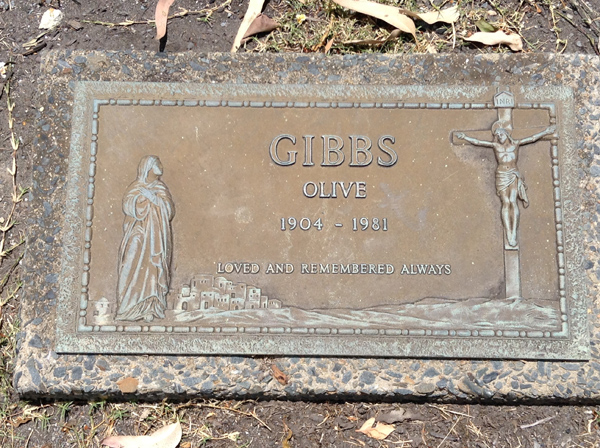 GIBBS
OLIVE
1904 - 1981
LOVED AND REMEMBERED ALWAYS